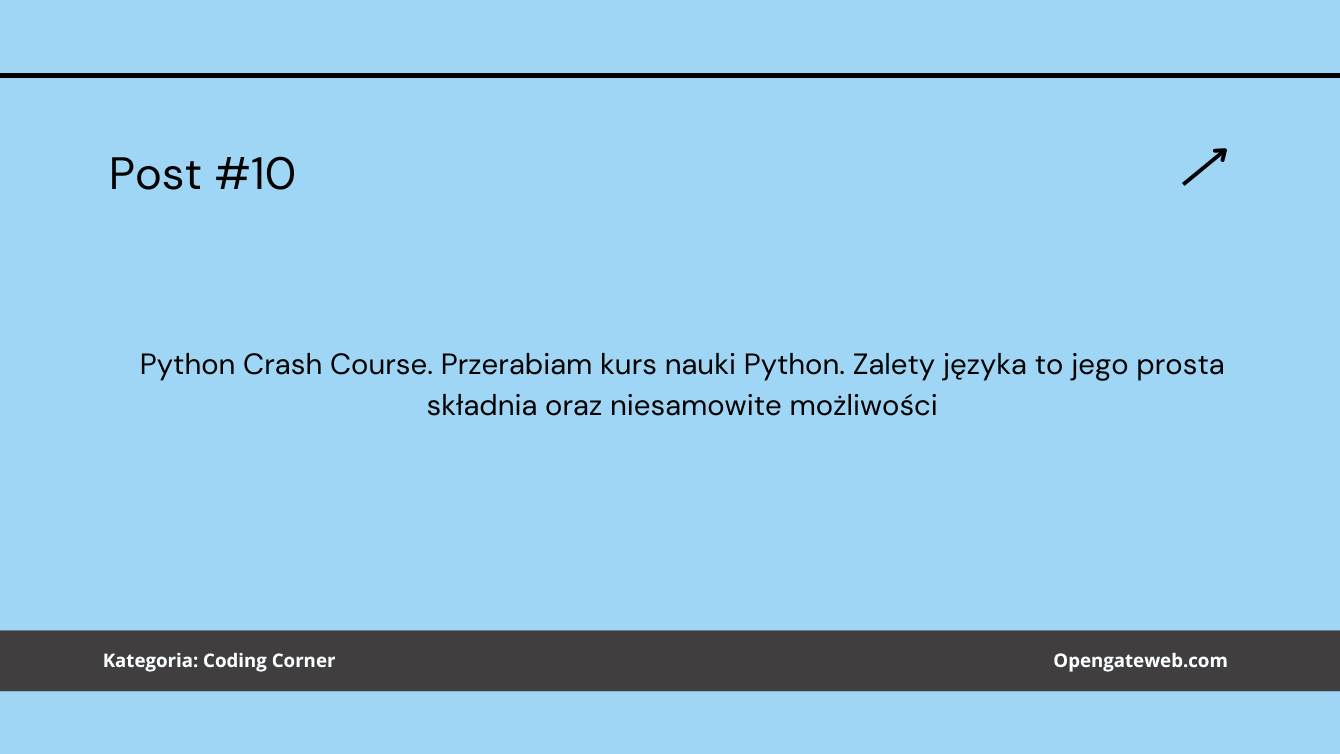 Post #10
Python Crash Course. Przerabiam kurs nauki Python. Zalety języka to jego prosta
składnia oraz niesamowite możliwości
Kategoria: Coding Corner
Opengateweb.com